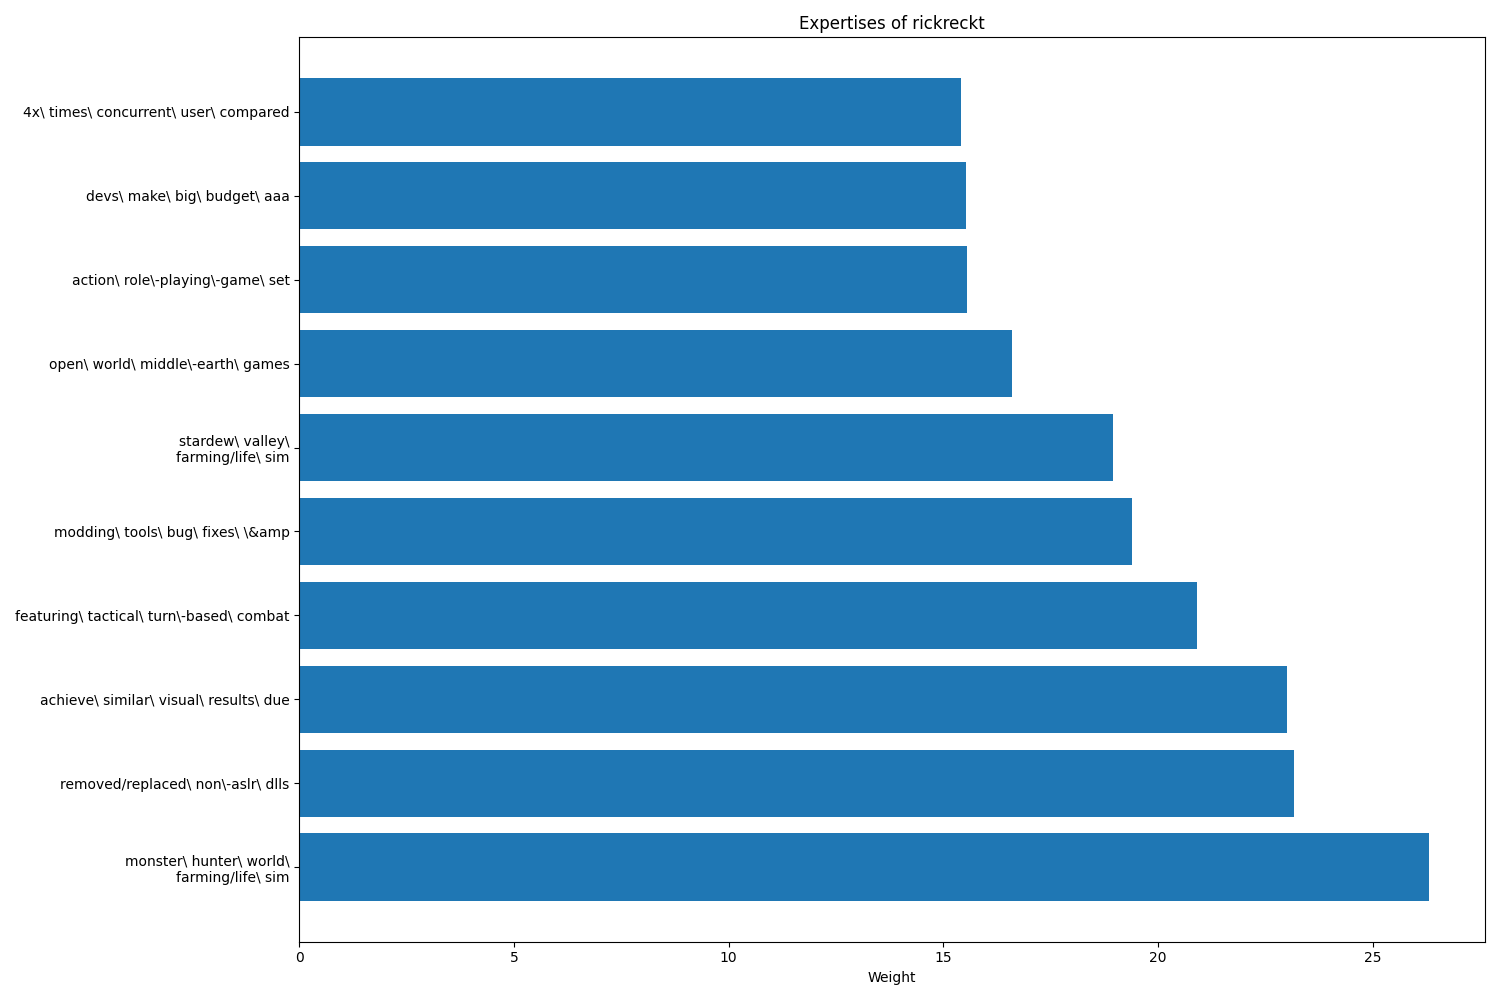 Expertises of rickreckt
4x\ times\ concurrent\ user\ compared
devs\ make\ big\ budget\ aaa
action\ role\-playing\-game\ set
open\ world\ middle\-earth\ games
stardew\ valley\
farming/life\ sim
modding\ tools\ bug\ fixes\ \&amp
featuring\ tactical\ turn\-based\ combat
achieve\ similar\ visual\ results\ due
removed/replaced\ non\-aslr\ dlls
monster\ hunter\ world\
farming/life\ sim
0 5 10 15 20 25
Weight